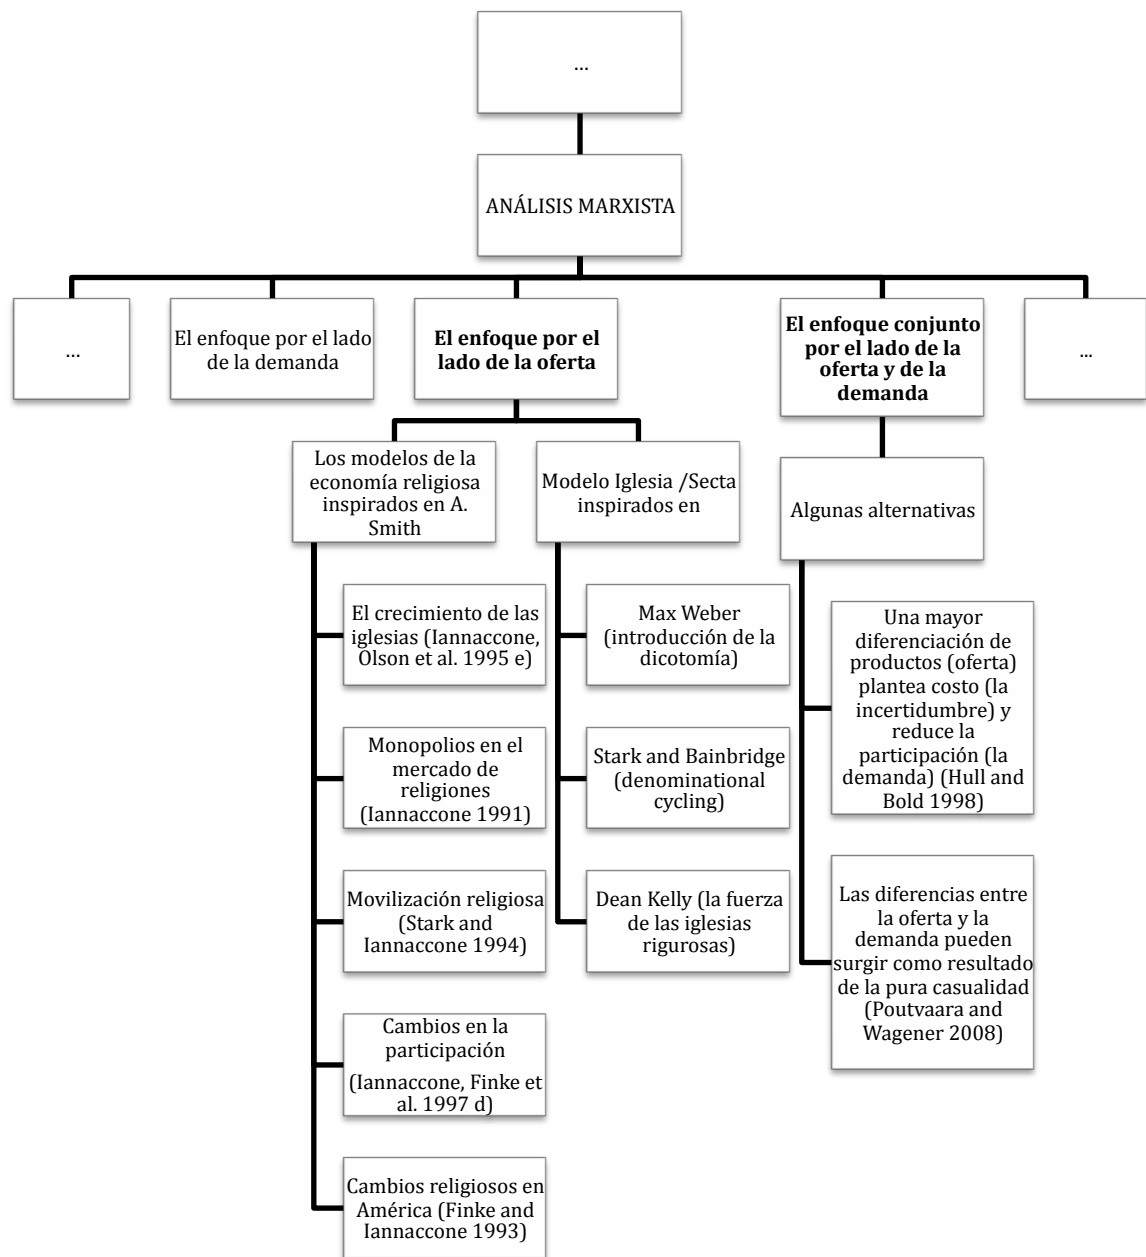 ...
ANÁLISIS MARXISTA
...
El enfoque por el lado
de la demanda
El enfoque por el
lado de la oferta
El enfoque conjunto
por el lado de la
oferta y de la
demanda
...
Los modelos de la
economía religiosa
inspirados en A.
Smith
Modelo Iglesia /Secta
inspirados en
Algunas alternativas
El crecimiento de las
iglesias (Iannaccone,
Olson et al. 1995 e)
Monopolios en el
mercado de
religiones
(Iannaccone 1991)
Movilización religiosa
(Stark and
Iannaccone 1994)
Cambios en la
participación
(Iannaccone, Finke et
al. 1997 d)
Cambios religiosos en
América (Finke and
Iannaccone 1993)
Max Weber
(introducción de la
dicotomía)
Stark and Bainbridge
(denominational
cycling)
Dean Kelly (la fuerza
de las iglesias
rigurosas)
Una mayor
diferenciación de
productos (oferta)
plantea costo (la
incertidumbre) y
reduce la
participación (la
demanda) (Hull and
Bold 1998)
Las diferencias entre
la oferta y la
demanda pueden
surgir como resultado
de la pura casualidad
(Poutvaara and
Wagener 2008)